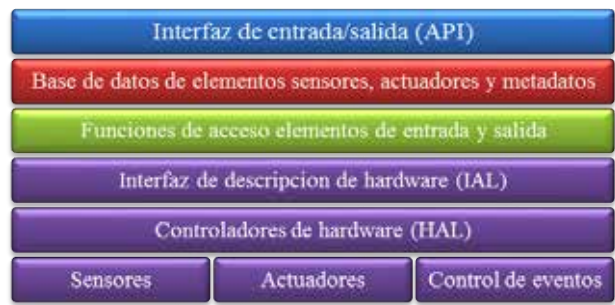 Interfaz de entrada/salida (API)
Base de datos de elementos sensores, actuadores y metadatos
Funciones de acceso elementos de entrada y salida
Interfaz de descripcion de hardware (IAL)
Controladores de hardware (HAL)
Sensores
Actuadores
Control de eventos